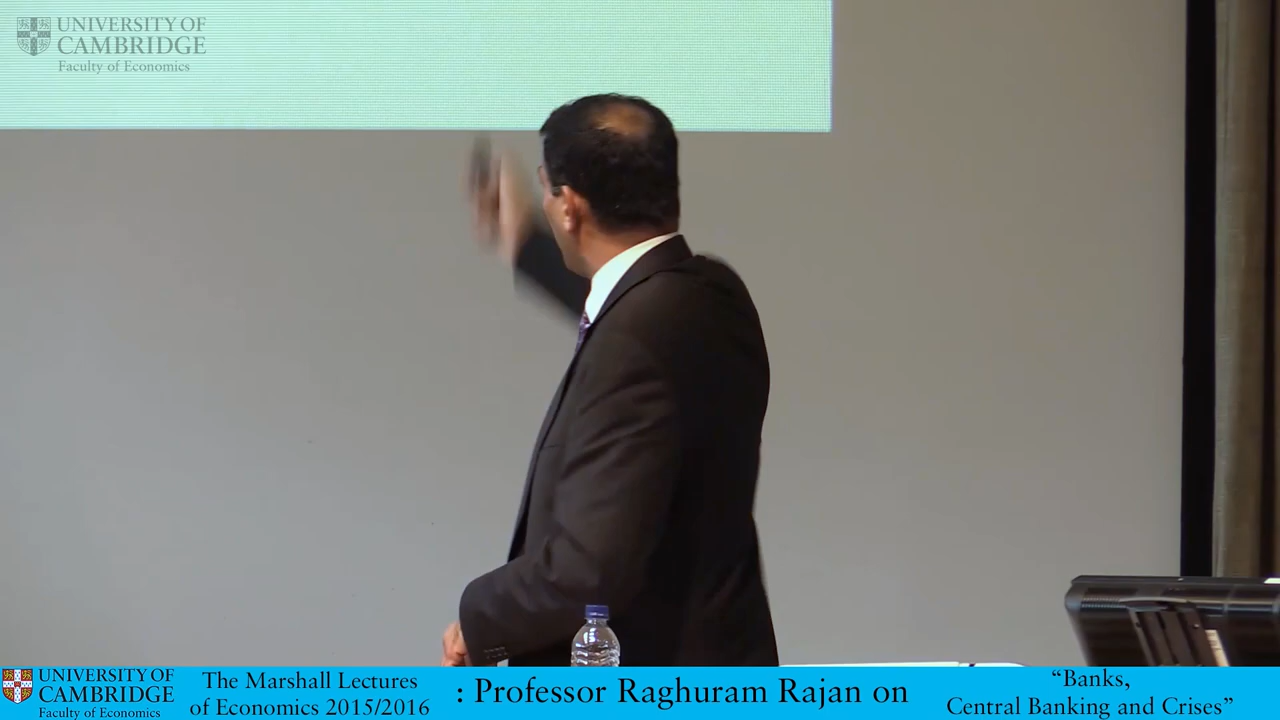 UNIVERSITY OF
CAMBRIDGE
Faculty of Economics
UNIVERSITY OF
CAMBRIDGE
Faculty of Economics
The Marshall Lectures
of Economics 2015/2016
: Professor Raghuram Rajan on
“Banks,
Central Banking and Crises”